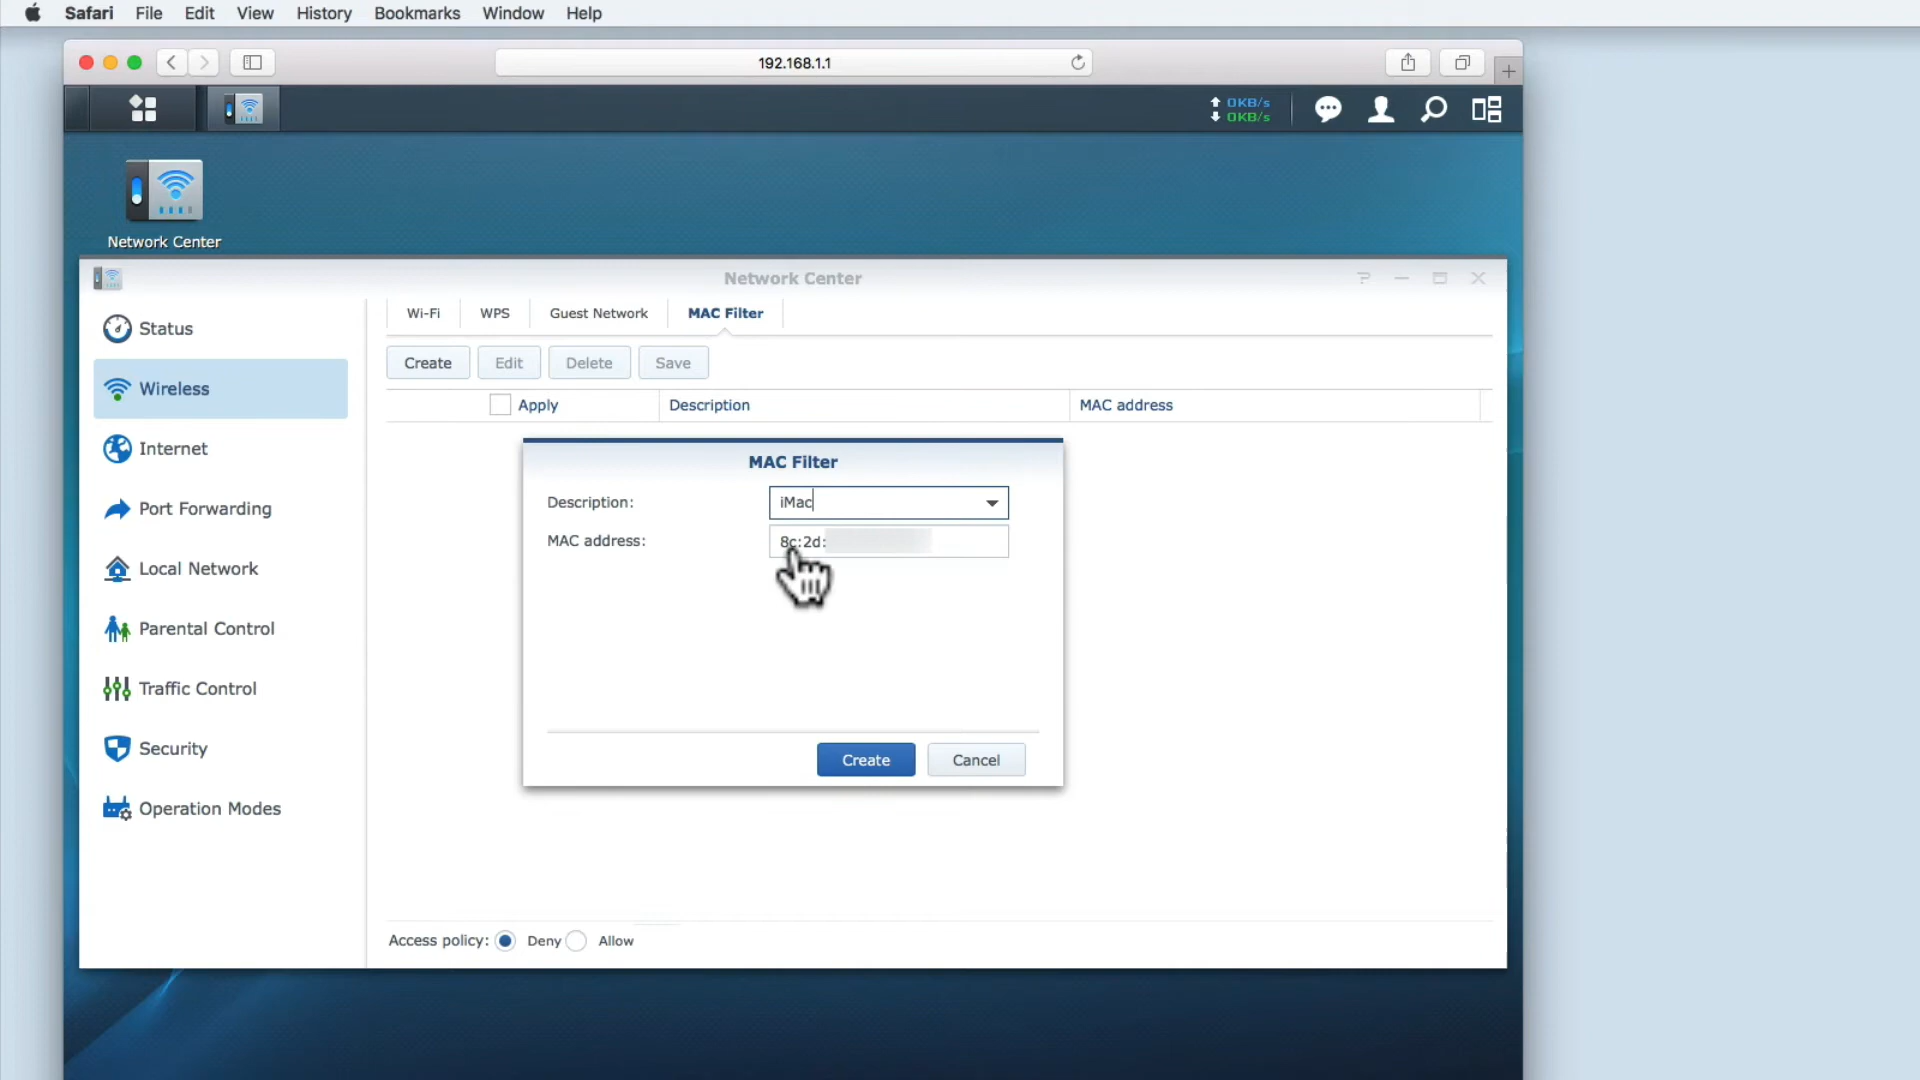 Safari File Edit View History Bookmarks Window Help
192.168.1.1
0KB/s
0KB/s
Network Center
Network Center
Status
Wireless
Internet
Port Forwarding
Local Network
Parental Control
Traffic Control
Security
Operation Modes
Wi-Fi WPS Guest Network MAC Filter
Create Edit Delete Save
Apply Description MAC address
MAC Filter
Description: iMac
MAC address: 8c:2d:
Create Cancel
Access policy: Deny Allow